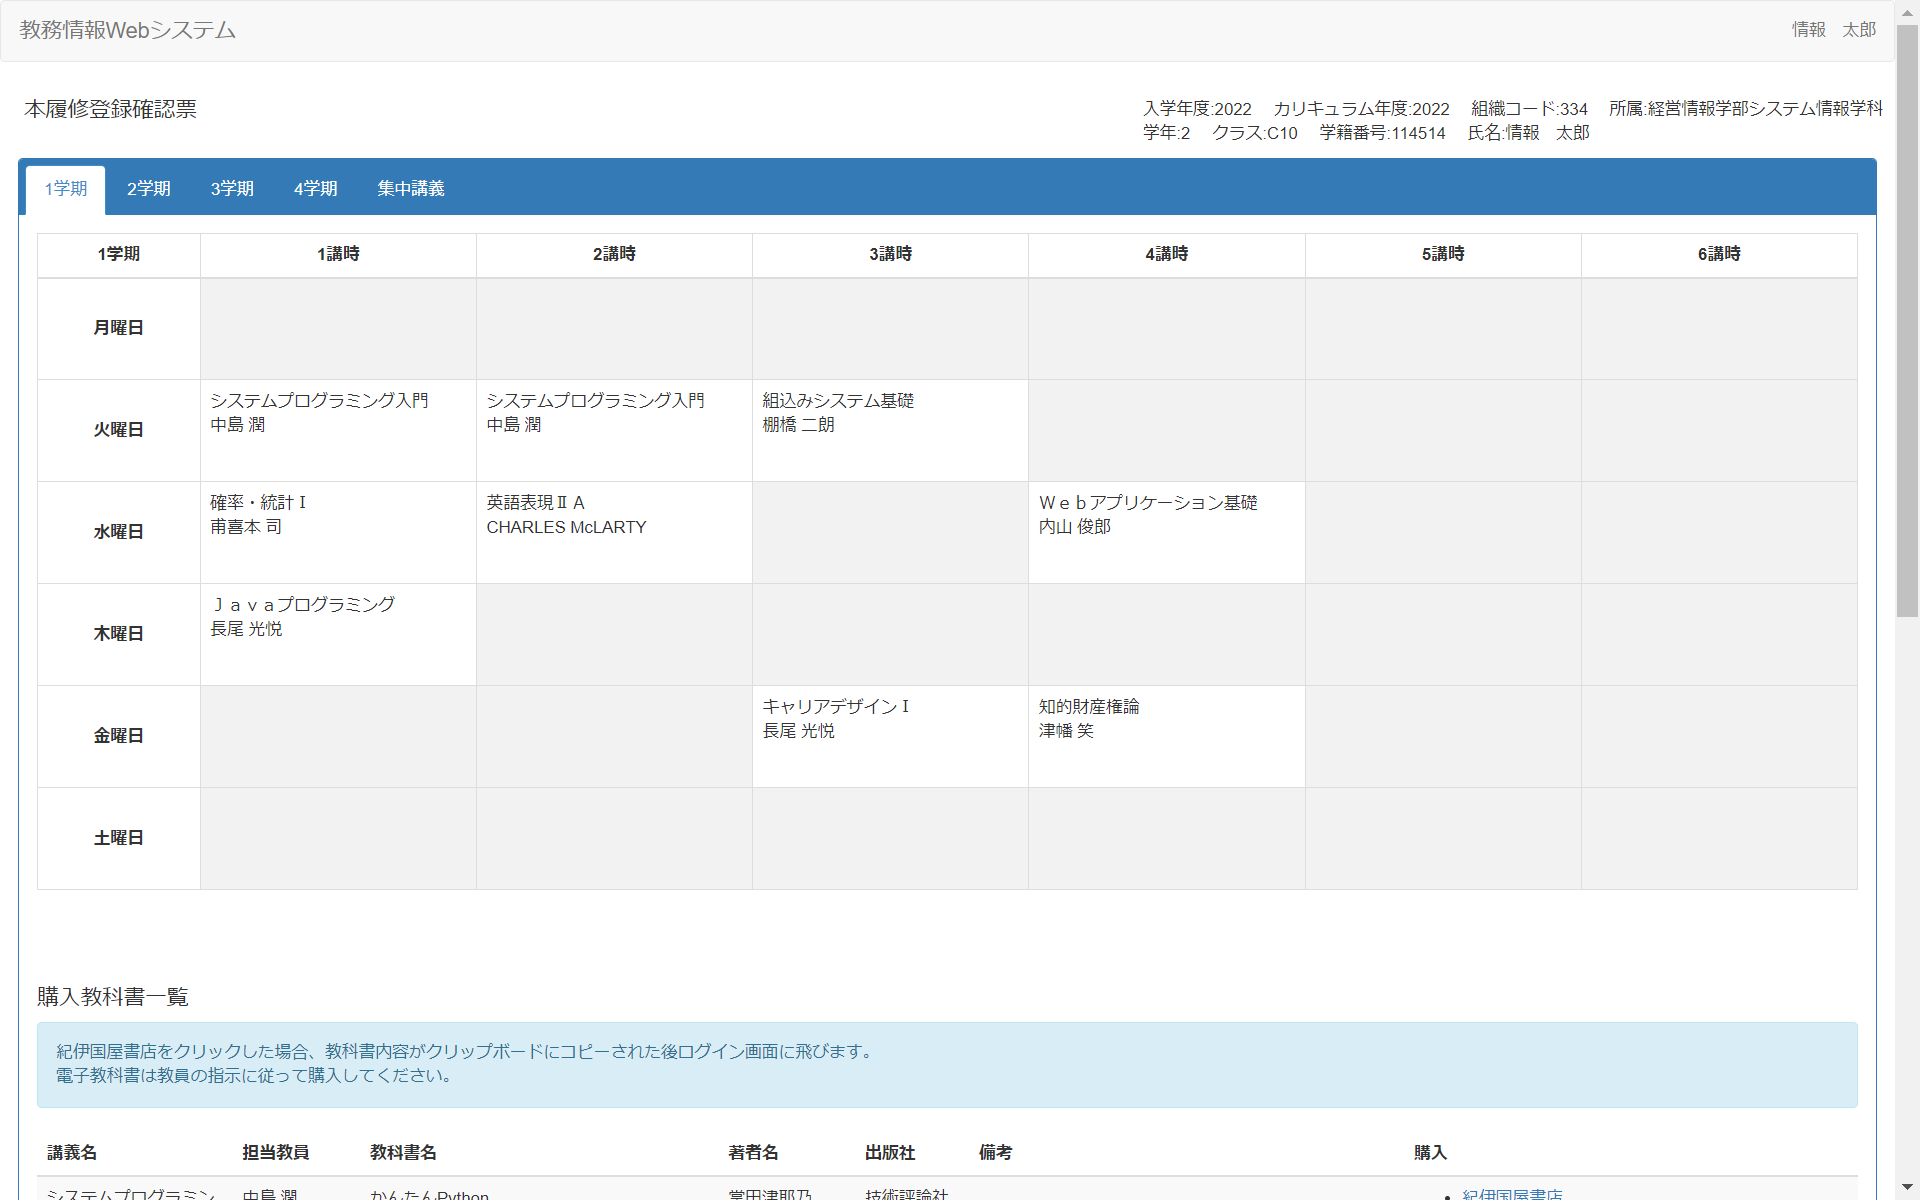 教務情報Webシステム
情報　太郎
本履修登録確認票
入学年度:2022　カリキュラム年度:2022　組織コード:334　所属:経営情報学部システム情報学科
学年:2　クラス:C10　学籍番号:114514　氏名:情報　太郎
1学期 2学期 3学期 4学期 集中講義
1学期 1講時 2講時 3講時 4講時 5講時 6講時
月曜日
火曜日
システムプログラミング入門
中島 潤
システムプログラミング入門
中島 潤
組込みシステム基礎
棚橋 二朗
水曜日
確率・統計Ⅰ
甫喜本 司
英語表現ⅡＡ
CHARLES McLARTY
Ｗｅｂアプリケーション基礎
内山 俊郎
木曜日
Ｊａｖａプログラミング
長尾 光悦
金曜日
キャリアデザインⅠ
長尾 光悦
知的財産権論
津幡 笑
土曜日
購入教科書一覧
紀伊国屋書店をクリックした場合、教科書内容がクリップボードにコピーされた後ログイン画面に飛びます。
電子教科書は教員の指示に従って購入してください。
講義名 担当教員 教科書名 著者名 出版社 備考 購入
システムプログラミン 中島 潤 かんたんPython 掌田津耶乃 技術評論社 • 紀伊国屋書店